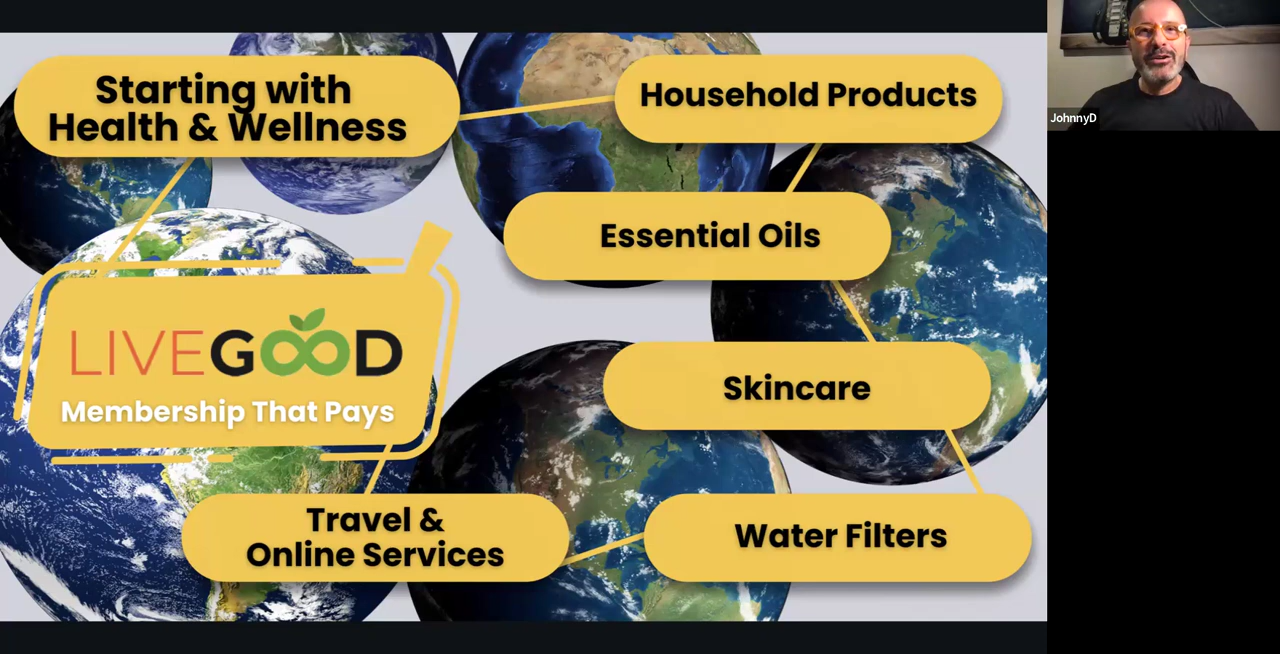 Starting with
Health & Wellness
Household Products
JohnnyD
Essential Oils
LIVEGOOD
Membership That Pays
Skincare
Travel &
Online Services
Water Filters